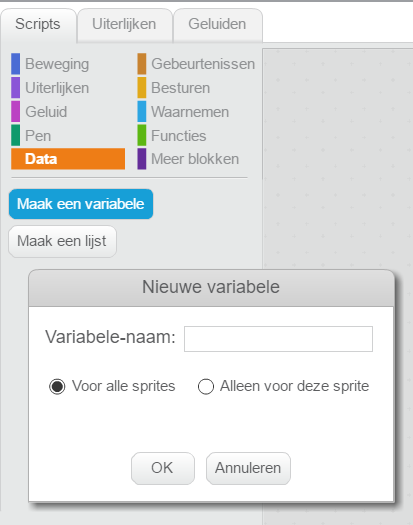 Scripts Uiterlijken Geluiden
Beweging Gebeurtenissen
Uiterlijken Besturen
Geluid Waarnemen
Pen Functies
Data Meer blokken
Maak een variabele
Maak een lijst
Nieuwe variabele
Variabele-naam:
Voor alle sprites Alleen voor deze sprite
OK Annuleren